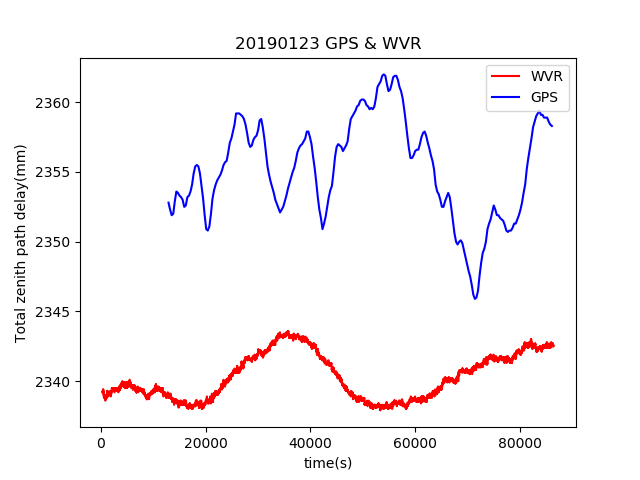 20190123 GPS & WVR
WVR
GPS
Total zenith path delay(mm)
2360
2355
2350
2345
2340
0 20000 40000 60000 80000
time(s)